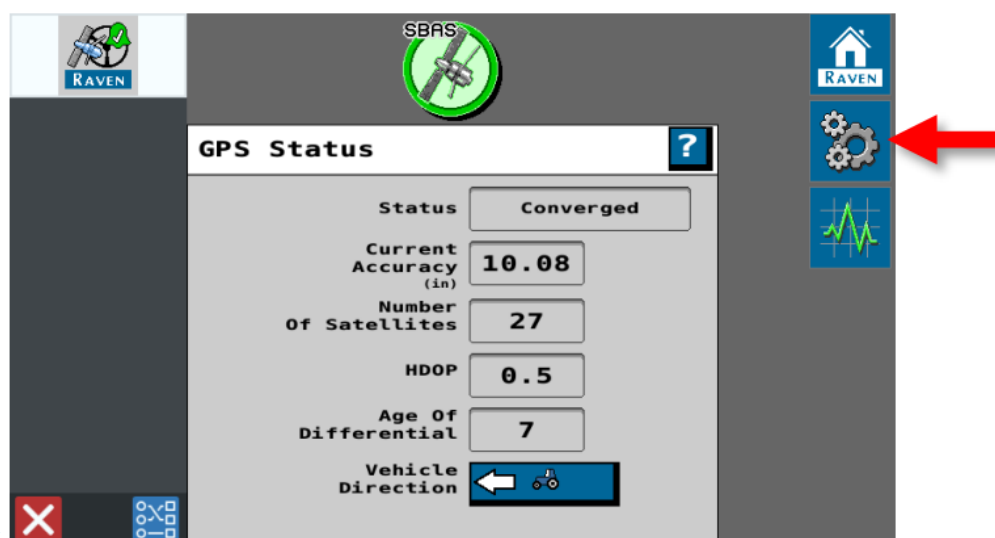 RAVEN
SBAS
RAVEN
GPS Status
?
Status
Converged
Current
Accuracy
(in)
10.08
Number
Of Satellites
27
HDOP
0.5
Age Of
Differential
7
Vehicle
Direction